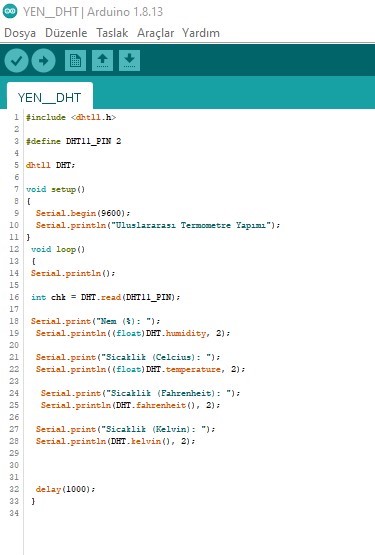 YEN__DHT | Arduino 1.8.13
Dosya Düzenle Taslak Araçlar Yardım
YEN__DHT
1 #include <dht11.h>
2
3 #define DHT11_PIN 2
4
5 dht11 DHT;
6
7 void setup()
8 {
9 Serial.begin(9600);
10 Serial.println("Uluslararası Termometre Yapımı");
11 }
12 void loop()
13 {
14 Serial.println();
15
16 int chk = DHT.read(DHT11_PIN);
17
18 Serial.print("Nem (%): ");
19 Serial.println((float)DHT.humidity, 2);
20
21 Serial.print("Sicaklik (Celcius): ");
22 Serial.println((float)DHT.temperature, 2);
23
24 Serial.print("Sicaklik (Fahrenheit): ");
25 Serial.println(DHT.fahrenheit(), 2);
26
27 Serial.print("Sicaklik (Kelvin): ");
28 Serial.println(DHT.kelvin(), 2);
29
30
31
32 delay(1000);
33 }
34